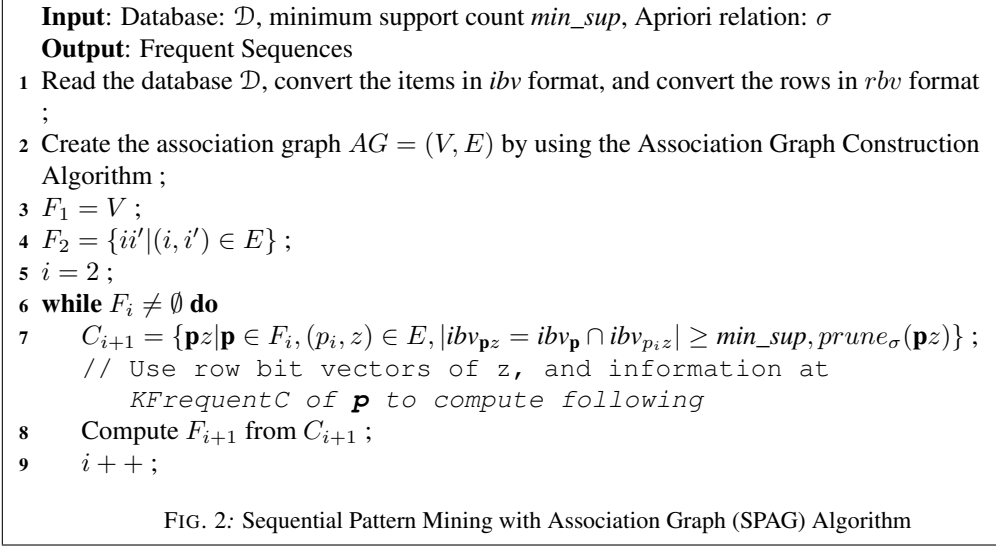 Input: Database: 𝒟, minimum support count min_sup, Apriori relation: σ
Output: Frequent Sequences
1 Read the database 𝒟, convert the items in ibv format, and convert the rows in rbv format
;
2 Create the association graph AG = (V, E) by using the Association Graph Construction
Algorithm ;
3 F₁ = V ;
4 F₂ = {ii′|(i, i′) ∈ E} ;
5 i = 2 ;
6 while Fᵢ ≠ ∅ do
7 Cᵢ₊₁ = {pz|p ∈ Fᵢ, (pᵢ, z) ∈ E, |ibv_pz = ibv_p ∩ ibv_pᵢz| ≥ min_sup, prune_σ(pz)} ;
// Use row bit vectors of z, and information at
KFrequentC of p to compute following
8 Compute Fᵢ₊₁ from Cᵢ₊₁ ;
9 i + + ;
FIG. 2: Sequential Pattern Mining with Association Graph (SPAG) Algorithm